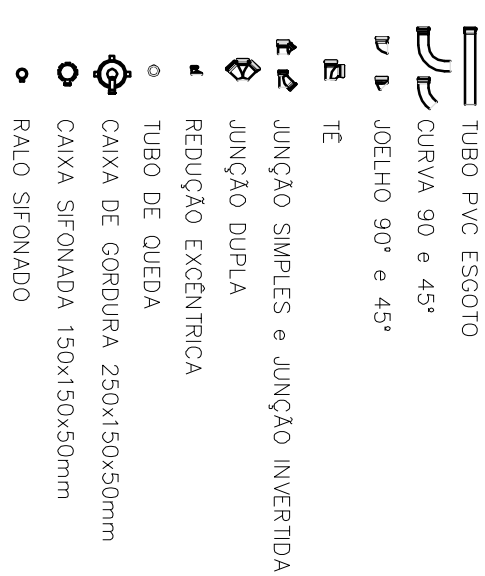 TUBO PVC ESGOTO
CURVA 90 e 45°
JOELHO 90° e 45°
TÊ
JUNÇÃO SIMPLES e JUNÇÃO INVERTIDA
JUNÇÃO DUPLA
REDUÇÃO EXCÊNTRICA
TUBO DE QUEDA
CAIXA DE GORDURA 250x150x50mm
CAIXA SIFONADA 150x150x50mm
RALO SIFONADO